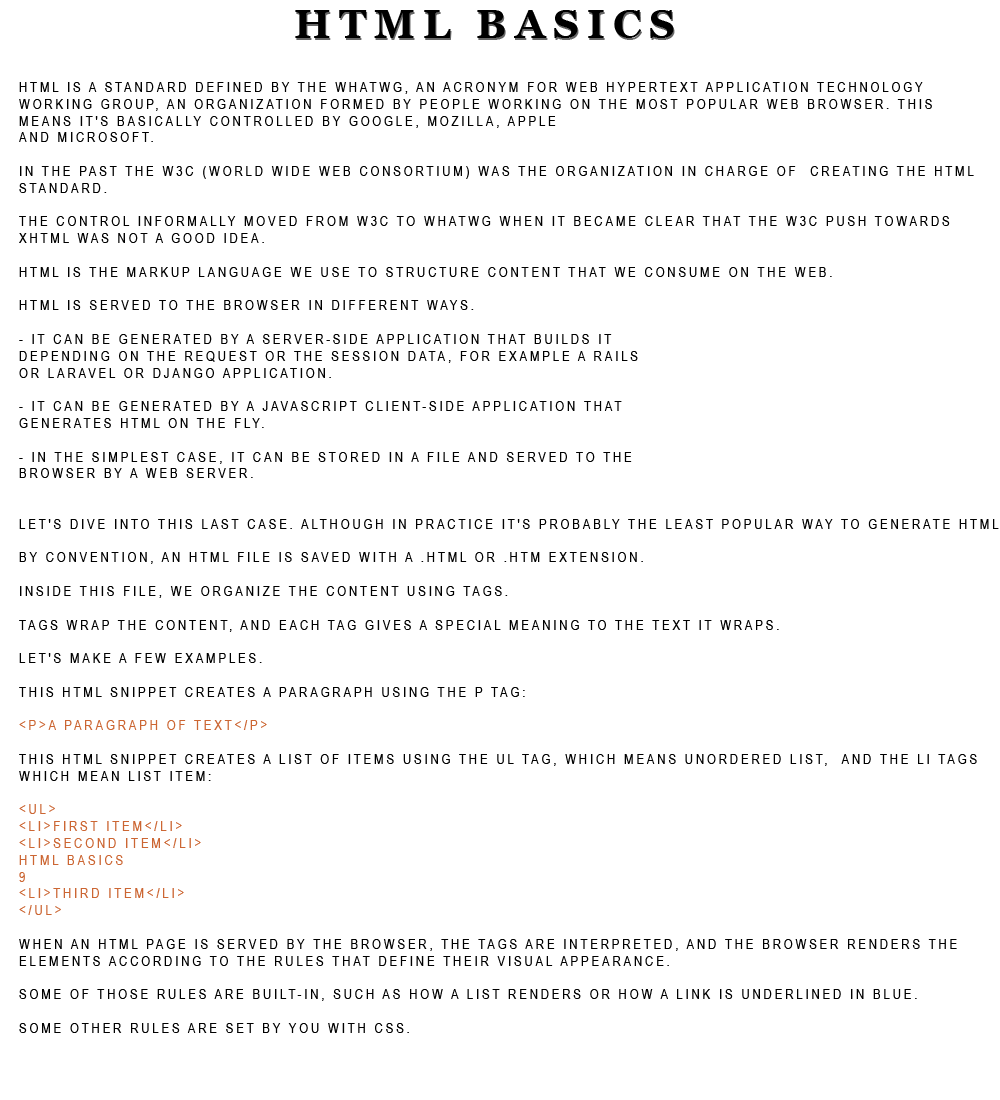 HTML BASICS
HTML IS A STANDARD DEFINED BY THE WHATWG, AN ACRONYM FOR WEB HYPERTEXT APPLICATION TECHNOLOGY
WORKING GROUP, AN ORGANIZATION FORMED BY PEOPLE WORKING ON THE MOST POPULAR WEB BROWSER. THIS
MEANS IT'S BASICALLY CONTROLLED BY GOOGLE, MOZILLA, APPLE
AND MICROSOFT.
IN THE PAST THE W3C (WORLD WIDE WEB CONSORTIUM) WAS THE ORGANIZATION IN CHARGE OF  CREATING THE HTML
STANDARD.
THE CONTROL INFORMALLY MOVED FROM W3C TO WHATWG WHEN IT BECAME CLEAR THAT THE W3C PUSH TOWARDS
XHTML WAS NOT A GOOD IDEA.
HTML IS THE MARKUP LANGUAGE WE USE TO STRUCTURE CONTENT THAT WE CONSUME ON THE WEB.
HTML IS SERVED TO THE BROWSER IN DIFFERENT WAYS.
- IT CAN BE GENERATED BY A SERVER-SIDE APPLICATION THAT BUILDS IT
DEPENDING ON THE REQUEST OR THE SESSION DATA, FOR EXAMPLE A RAILS
OR LARAVEL OR DJANGO APPLICATION.
- IT CAN BE GENERATED BY A JAVASCRIPT CLIENT-SIDE APPLICATION THAT
GENERATES HTML ON THE FLY.
- IN THE SIMPLEST CASE, IT CAN BE STORED IN A FILE AND SERVED TO THE
BROWSER BY A WEB SERVER.
LET'S DIVE INTO THIS LAST CASE. ALTHOUGH IN PRACTICE IT'S PROBABLY THE LEAST POPULAR WAY TO GENERATE HTML
BY CONVENTION, AN HTML FILE IS SAVED WITH A .HTML OR .HTM EXTENSION.
INSIDE THIS FILE, WE ORGANIZE THE CONTENT USING TAGS.
TAGS WRAP THE CONTENT, AND EACH TAG GIVES A SPECIAL MEANING TO THE TEXT IT WRAPS.
LET'S MAKE A FEW EXAMPLES.
THIS HTML SNIPPET CREATES A PARAGRAPH USING THE P TAG:
<P>A PARAGRAPH OF TEXT</P>
THIS HTML SNIPPET CREATES A LIST OF ITEMS USING THE UL TAG, WHICH MEANS UNORDERED LIST,  AND THE LI TAGS
WHICH MEAN LIST ITEM:
<UL>
<LI>FIRST ITEM</LI>
<LI>SECOND ITEM</LI>
HTML BASICS
9
<LI>THIRD ITEM</LI>
</UL>
WHEN AN HTML PAGE IS SERVED BY THE BROWSER, THE TAGS ARE INTERPRETED, AND THE BROWSER RENDERS THE
ELEMENTS ACCORDING TO THE RULES THAT DEFINE THEIR VISUAL APPEARANCE.
SOME OF THOSE RULES ARE BUILT-IN, SUCH AS HOW A LIST RENDERS OR HOW A LINK IS UNDERLINED IN BLUE.
SOME OTHER RULES ARE SET BY YOU WITH CSS.